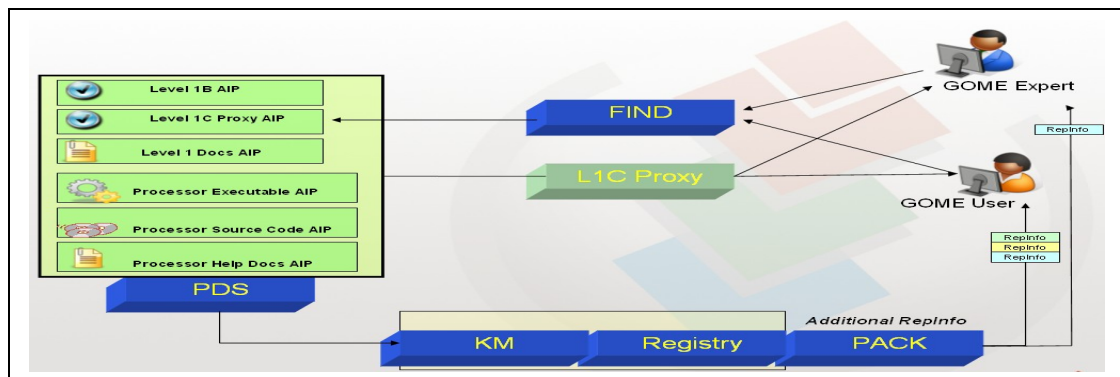 Level 1B AIP
Level 1C Proxy AIP
Level 1 Docs AIP
Processor Executable AIP
Processor Source Code AIP
Processor Help Docs AIP
PDS
FIND
L1C Proxy
GOME Expert
RepInfo
GOME User
RepInfo
RepInfo
RepInfo
Additional RepInfo
KM
Registry
PACK